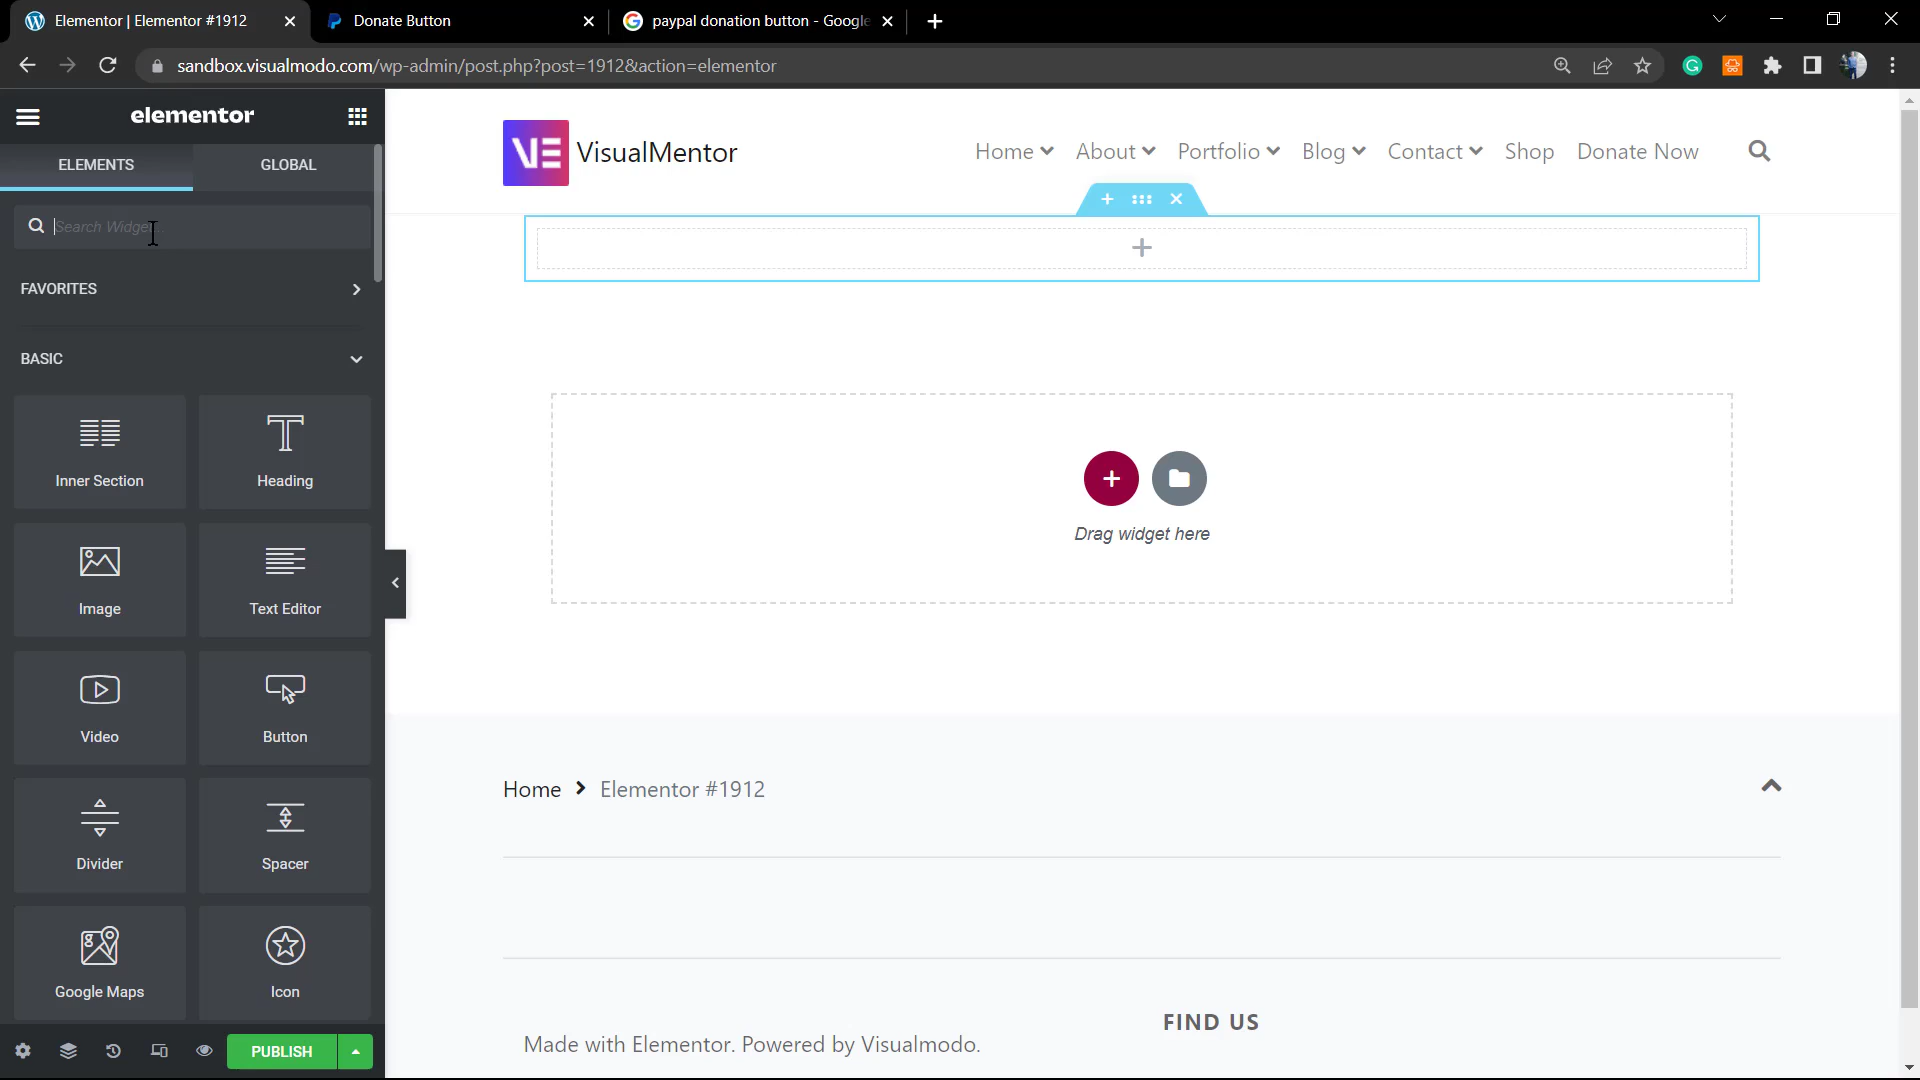 Elementor | Elementor #1912
Donate Button
paypal donation button - Google
sandbox.visualmodo.com/wp-admin/post.php?post=1912&action=elementor
elementor
ELEMENTS
GLOBAL
Search Widget...
FAVORITES
BASIC
Inner Section
Heading
Image
Text Editor
Video
Button
Divider
Spacer
Google Maps
Icon
PUBLISH
VE VisualMentor
Home
About
Portfolio
Blog
Contact
Shop
Donate Now
Drag widget here
Home
Elementor #1912
Made with Elementor. Powered by Visualmodo.
FIND US